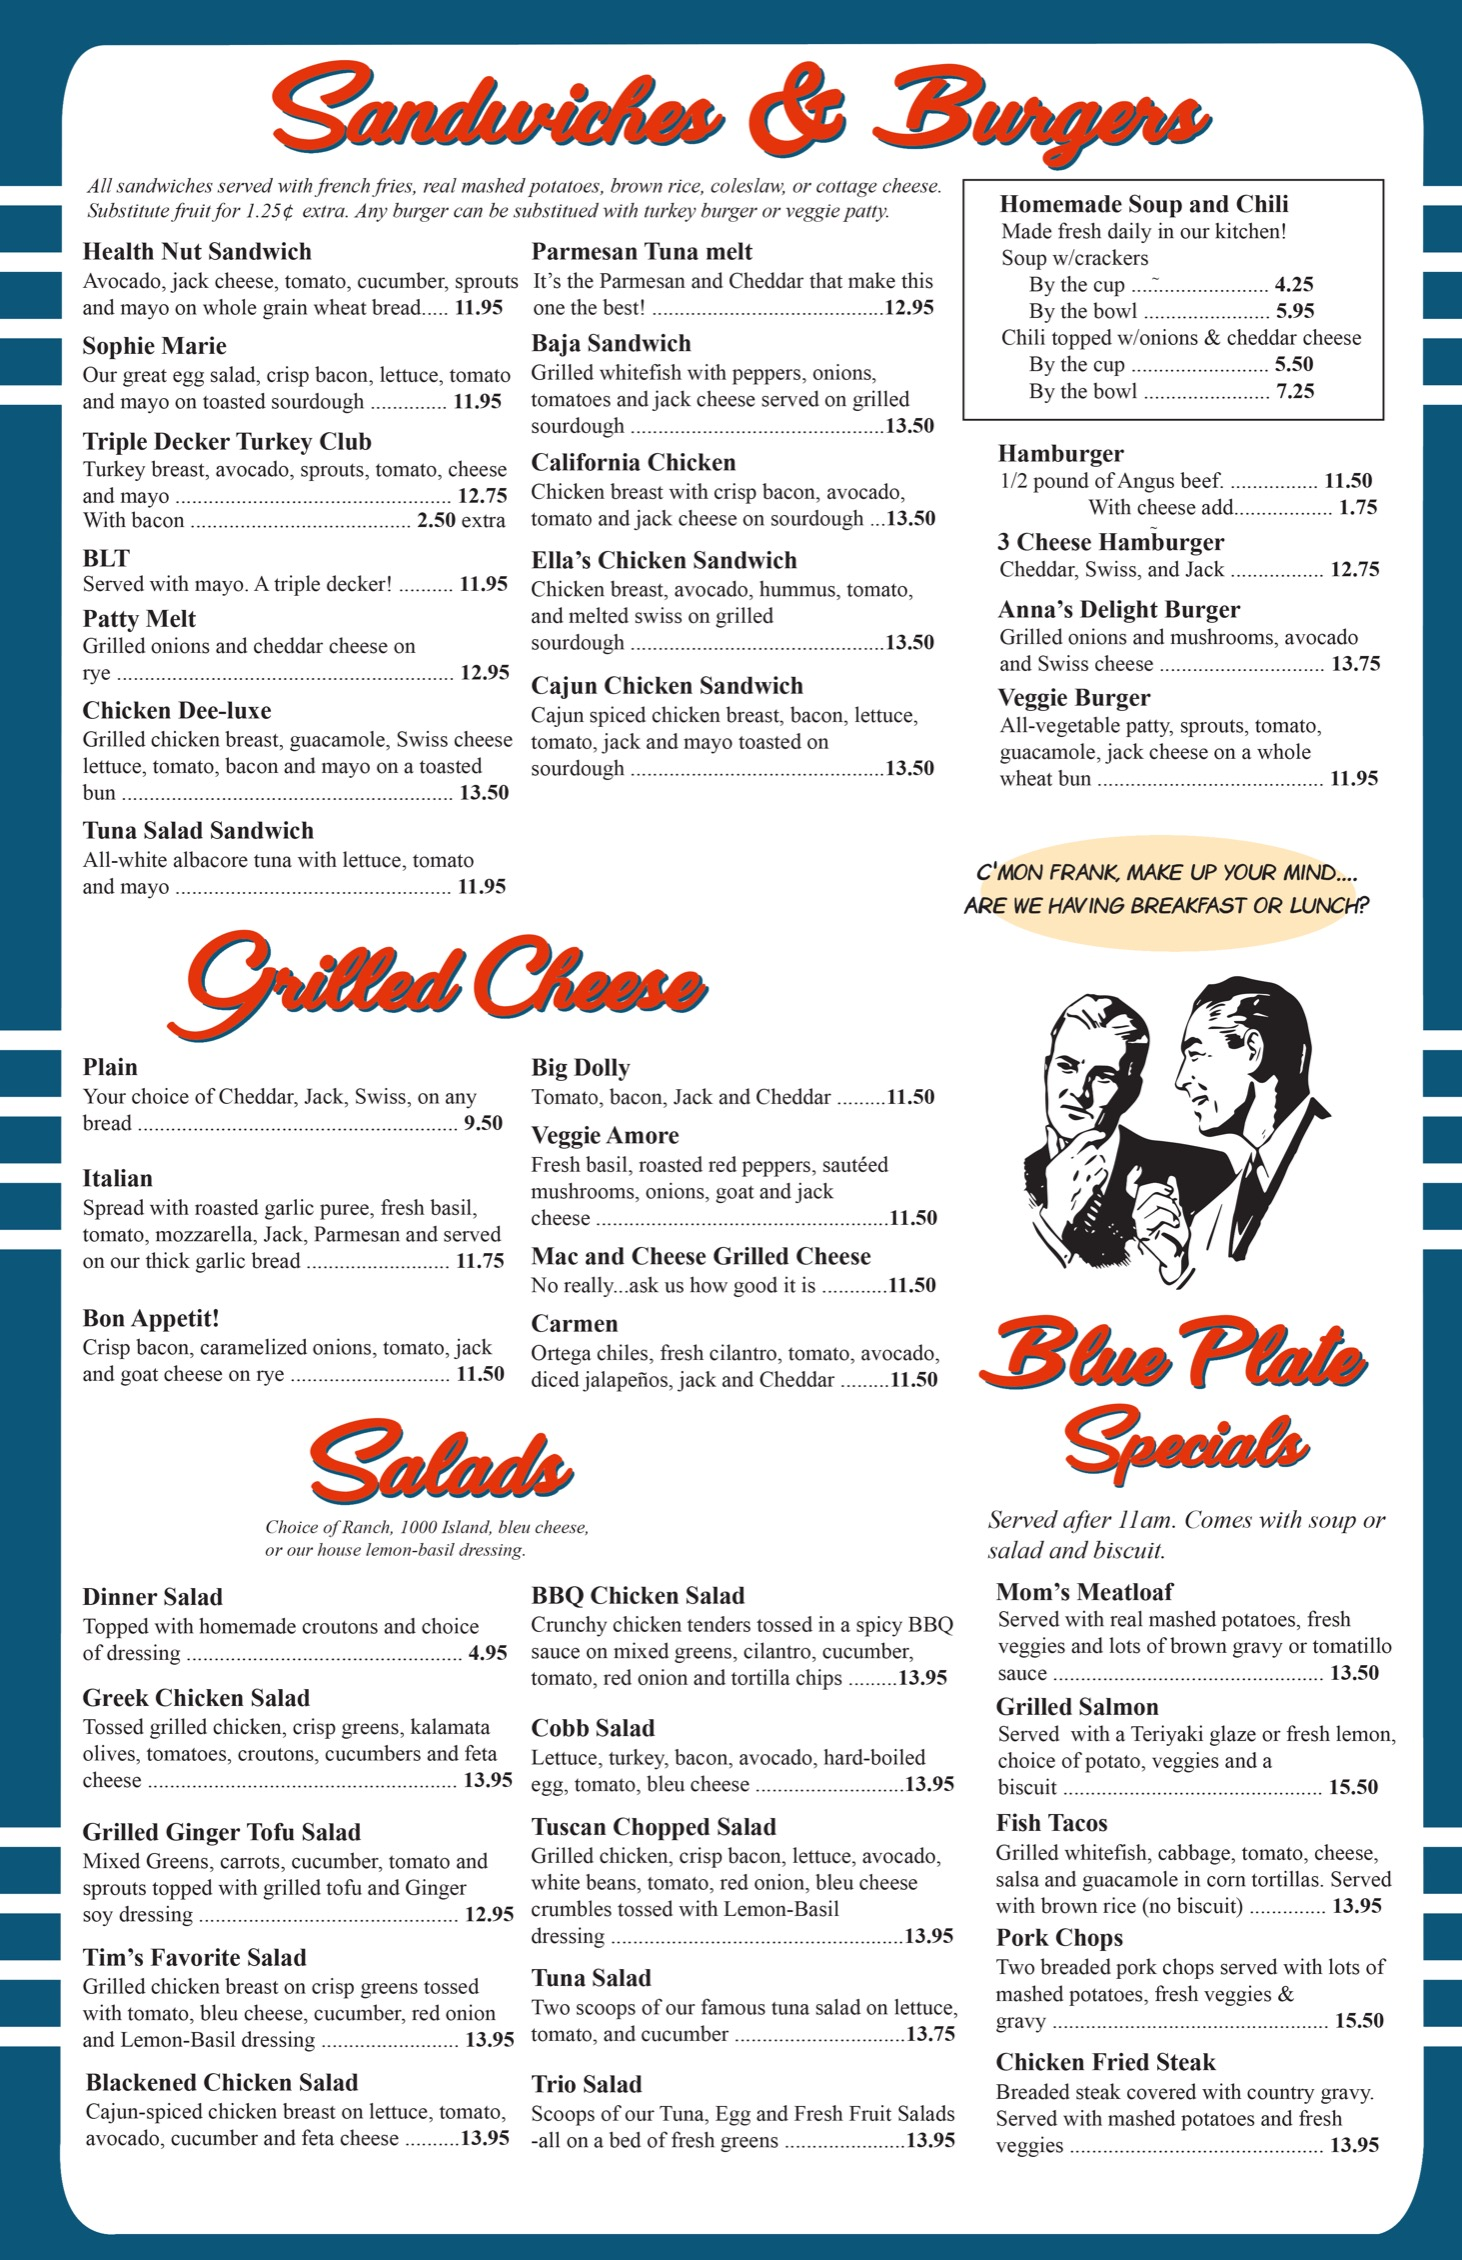 Sandwiches & Burgers
All sandwiches served with french fries, real mashed potatoes, brown rice, coleslaw, or cottage cheese.
Substitute fruit for 1.25¢ extra. Any burger can be substitued with turkey burger or veggie patty.
Health Nut Sandwich
Avocado, jack cheese, tomato, cucumber, sprouts
and mayo on whole grain wheat bread..... 11.95
Sophie Marie
Our great egg salad, crisp bacon, lettuce, tomato
and mayo on toasted sourdough .............. 11.95
Triple Decker Turkey Club
Turkey breast, avocado, sprouts, tomato, cheese
and mayo .................................................. 12.75
With bacon ........................................ 2.50 extra
BLT
Served with mayo. A triple decker! .......... 11.95
Patty Melt
Grilled onions and cheddar cheese on
rye ............................................................. 12.95
Chicken Dee-luxe
Grilled chicken breast, guacamole, Swiss cheese
lettuce, tomato, bacon and mayo on a toasted
bun ............................................................ 13.50
Tuna Salad Sandwich
All-white albacore tuna with lettuce, tomato
and mayo .................................................. 11.95
Parmesan Tuna melt
It’s the Parmesan and Cheddar that make this
one the best! ..........................................12.95
Baja Sandwich
Grilled whitefish with peppers, onions,
tomatoes and jack cheese served on grilled
sourdough ..............................................13.50
California Chicken
Chicken breast with crisp bacon, avocado,
tomato and jack cheese on sourdough ...13.50
Ella’s Chicken Sandwich
Chicken breast, avocado, hummus, tomato,
and melted swiss on grilled
sourdough ..............................................13.50
Cajun Chicken Sandwich
Cajun spiced chicken breast, bacon, lettuce,
tomato, jack and mayo toasted on
sourdough ..............................................13.50
Homemade Soup and Chili
Made fresh daily in our kitchen!
Soup w/crackers
By the cup ......................... 4.25
By the bowl ....................... 5.95
Chili topped w/onions & cheddar cheese
By the cup ......................... 5.50
By the bowl ....................... 7.25
Hamburger
1/2 pound of Angus beef. ................ 11.50
With cheese add.................. 1.75
3 Cheese Hamburger
Cheddar, Swiss, and Jack ................. 12.75
Anna’s Delight Burger
Grilled onions and mushrooms, avocado
and Swiss cheese .............................. 13.75
Veggie Burger
All-vegetable patty, sprouts, tomato,
guacamole, jack cheese on a whole
wheat bun ......................................... 11.95
C'MON FRANK, MAKE UP YOUR MIND....
ARE WE HAVING BREAKFAST OR LUNCH?
Grilled Cheese
Plain
Your choice of Cheddar, Jack, Swiss, on any
bread .......................................................... 9.50
Italian
Spread with roasted garlic puree, fresh basil,
tomato, mozzarella, Jack, Parmesan and served
on our thick garlic bread .......................... 11.75
Bon Appetit!
Crisp bacon, caramelized onions, tomato, jack
and goat cheese on rye ............................. 11.50
Big Dolly
Tomato, bacon, Jack and Cheddar .........11.50
Veggie Amore
Fresh basil, roasted red peppers, sautéed
mushrooms, onions, goat and jack
cheese .....................................................11.50
Mac and Cheese Grilled Cheese
No really...ask us how good it is ............11.50
Carmen
Ortega chiles, fresh cilantro, tomato, avocado,
diced jalapeños, jack and Cheddar .........11.50
Salads
Choice of Ranch, 1000 Island, bleu cheese,
or our house lemon-basil dressing.
Dinner Salad
Topped with homemade croutons and choice
of dressing .................................................. 4.95
Greek Chicken Salad
Tossed grilled chicken, crisp greens, kalamata
olives, tomatoes, croutons, cucumbers and feta
cheese ........................................................ 13.95
Grilled Ginger Tofu Salad
Mixed Greens, carrots, cucumber, tomato and
sprouts topped with grilled tofu and Ginger
soy dressing ............................................... 12.95
Tim’s Favorite Salad
Grilled chicken breast on crisp greens tossed
with tomato, bleu cheese, cucumber, red onion
and Lemon-Basil dressing ......................... 13.95
Blackened Chicken Salad
Cajun-spiced chicken breast on lettuce, tomato,
avocado, cucumber and feta cheese ..........13.95
BBQ Chicken Salad
Crunchy chicken tenders tossed in a spicy BBQ
sauce on mixed greens, cilantro, cucumber,
tomato, red onion and tortilla chips .........13.95
Cobb Salad
Lettuce, turkey, bacon, avocado, hard-boiled
egg, tomato, bleu cheese ...........................13.95
Tuscan Chopped Salad
Grilled chicken, crisp bacon, lettuce, avocado,
white beans, tomato, red onion, bleu cheese
crumbles tossed with Lemon-Basil
dressing .....................................................13.95
Tuna Salad
Two scoops of our famous tuna salad on lettuce,
tomato, and cucumber ...............................13.75
Trio Salad
Scoops of our Tuna, Egg and Fresh Fruit Salads
-all on a bed of fresh greens ......................13.95
Blue Plate
Specials
Served after 11am. Comes with soup or
salad and biscuit.
Mom’s Meatloaf
Served with real mashed potatoes, fresh
veggies and lots of brown gravy or tomatillo
sauce ................................................. 13.50
Grilled Salmon
Served with a Teriyaki glaze or fresh lemon,
choice of potato, veggies and a
biscuit ............................................... 15.50
Fish Tacos
Grilled whitefish, cabbage, tomato, cheese,
salsa and guacamole in corn tortillas. Served
with brown rice (no biscuit) .............. 13.95
Pork Chops
Two breaded pork chops served with lots of
mashed potatoes, fresh veggies &
gravy .................................................. 15.50
Chicken Fried Steak
Breaded steak covered with country gravy.
Served with mashed potatoes and fresh
veggies .............................................. 13.95